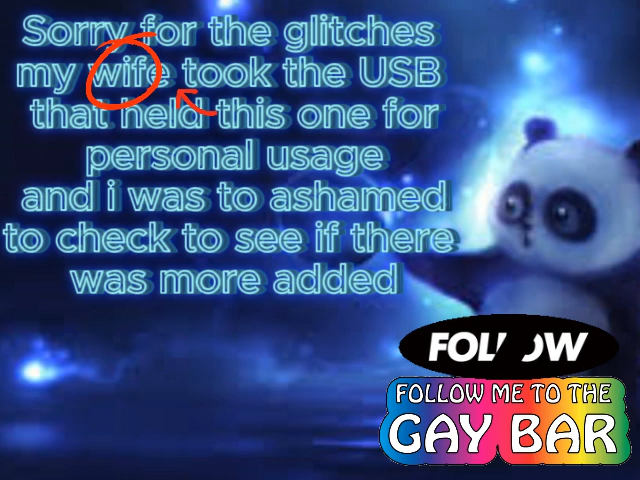 Sorry for the glitches
my wife took the USB
that held this one for
personal usage
and i was to ashamed
to check to see if there
was more added
FOLLOW
FOLLOW ME TO THE
GAY BAR